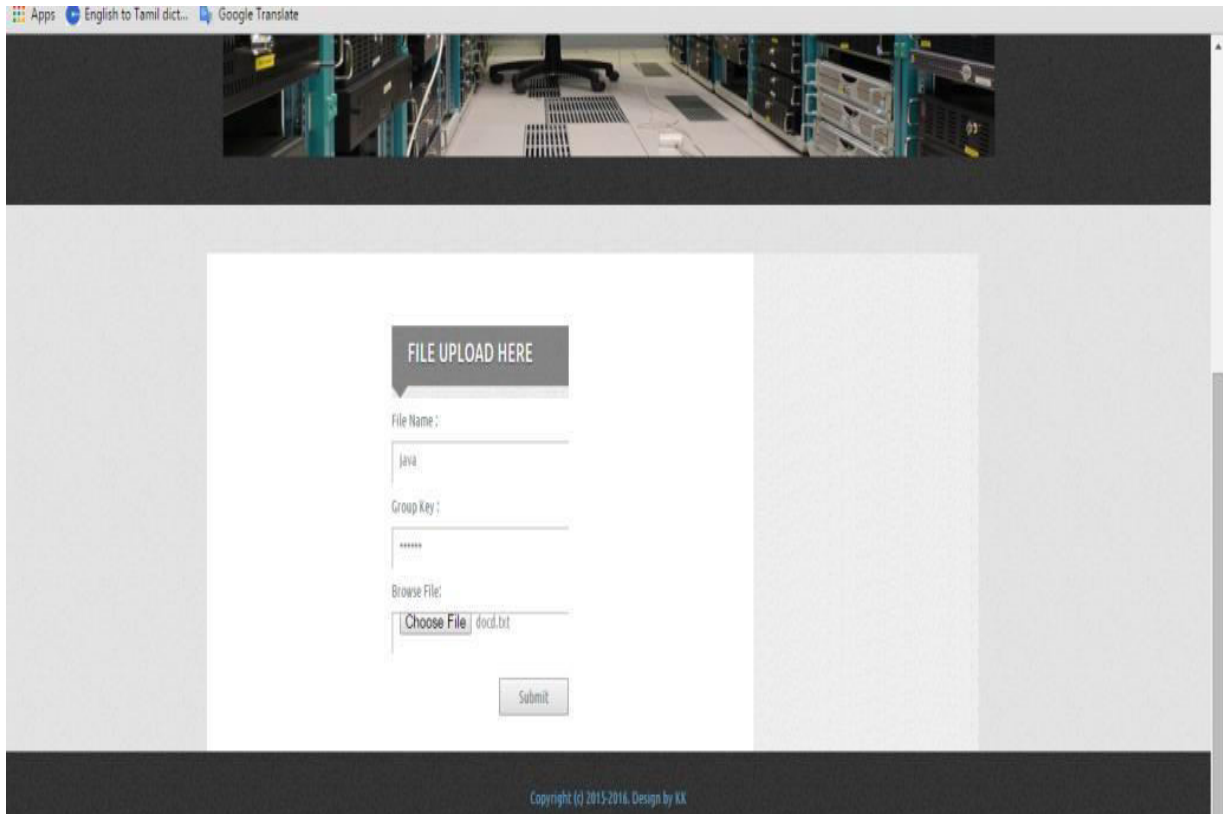 Apps English to Tamil dict... Google Translate
FILE UPLOAD HERE
File Name :
java
Group Key :
••••••
Browse File:
Choose File docd.txt
Submit
Copyright (c) 2015-2016. Design by KK